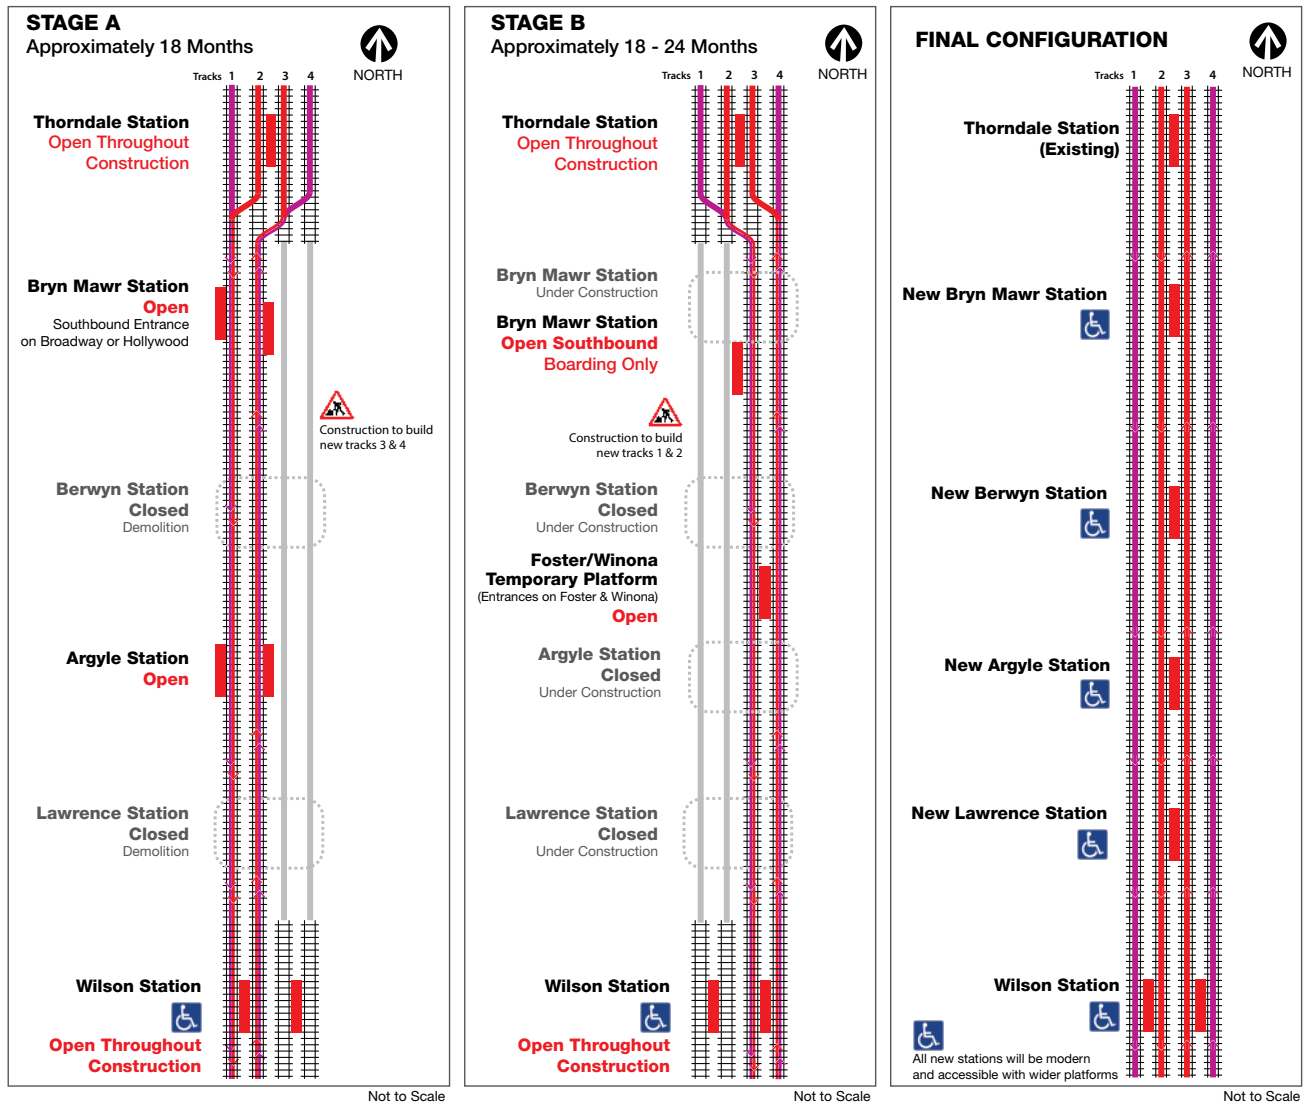 STAGE A
Approximately 18 Months
NORTH
Tracks 1 2 3 4
Thorndale Station
Open Throughout
Construction
Bryn Mawr Station
Open
Southbound Entrance
on Broadway or Hollywood
Construction to build
new tracks 3 & 4
Berwyn Station
Closed
Demolition
Argyle Station
Open
Lawrence Station
Closed
Demolition
Wilson Station
Open Throughout
Construction
Not to Scale
STAGE B
Approximately 18 - 24 Months
NORTH
Tracks 1 2 3 4
Thorndale Station
Open Throughout
Construction
Bryn Mawr Station
Under Construction
Bryn Mawr Station
Open Southbound
Boarding Only
Construction to build
new tracks 1 & 2
Berwyn Station
Closed
Under Construction
Foster/Winona
Temporary Platform
(Entrances on Foster & Winona)
Open
Argyle Station
Closed
Under Construction
Lawrence Station
Closed
Under Construction
Wilson Station
Open Throughout
Construction
Not to Scale
FINAL CONFIGURATION
NORTH
Tracks 1 2 3 4
Thorndale Station
(Existing)
New Bryn Mawr Station
New Berwyn Station
New Argyle Station
New Lawrence Station
Wilson Station
All new stations will be modern
and accessible with wider platforms
Not to Scale